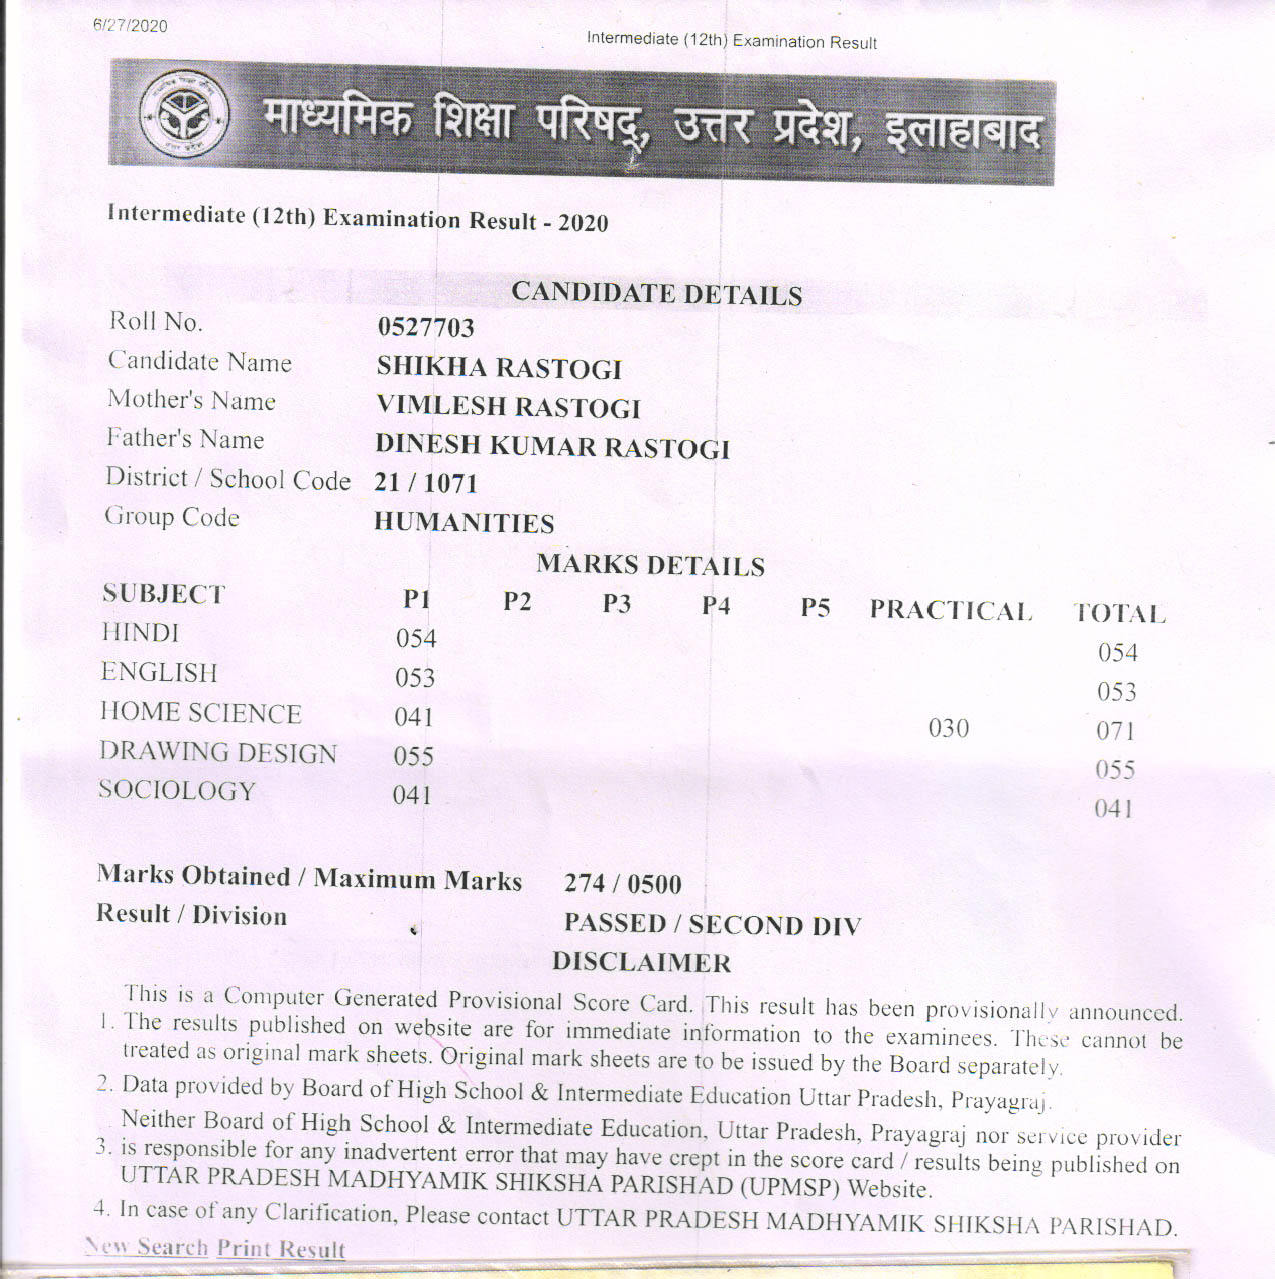 6/27/2020
Intermediate (12th) Examination Result
माध्यमिक शिक्षा परिषद्, उत्तर प्रदेश, इलाहाबाद
Intermediate (12th) Examination Result - 2020
CANDIDATE DETAILS
Roll No. 0527703
Candidate Name SHIKHA RASTOGI
Mother's Name VIMLESH RASTOGI
Father's Name DINESH KUMAR RASTOGI
District / School Code 21 / 1071
Group Code HUMANITIES
MARKS DETAILS
SUBJECT P1 P2 P3 P4 P5 PRACTICAL TOTAL
HINDI 054 054
ENGLISH 053 053
HOME SCIENCE 041 030 071
DRAWING DESIGN 055 055
SOCIOLOGY 041 041
Marks Obtained / Maximum Marks 274 / 0500
Result / Division PASSED / SECOND DIV
DISCLAIMER
This is a Computer Generated Provisional Score Card. This result has been provisionally announced.
1. The results published on website are for immediate information to the examinees. These cannot be
treated as original mark sheets. Original mark sheets are to be issued by the Board separately.
2. Data provided by Board of High School & Intermediate Education Uttar Pradesh, Prayagraj.
Neither Board of High School & Intermediate Education, Uttar Pradesh, Prayagraj nor service provider
3. is responsible for any inadvertent error that may have crept in the score card / results being published on
UTTAR PRADESH MADHYAMIK SHIKSHA PARISHAD (UPMSP) Website.
4. In case of any Clarification, Please contact UTTAR PRADESH MADHYAMIK SHIKSHA PARISHAD.
New Search Print Result